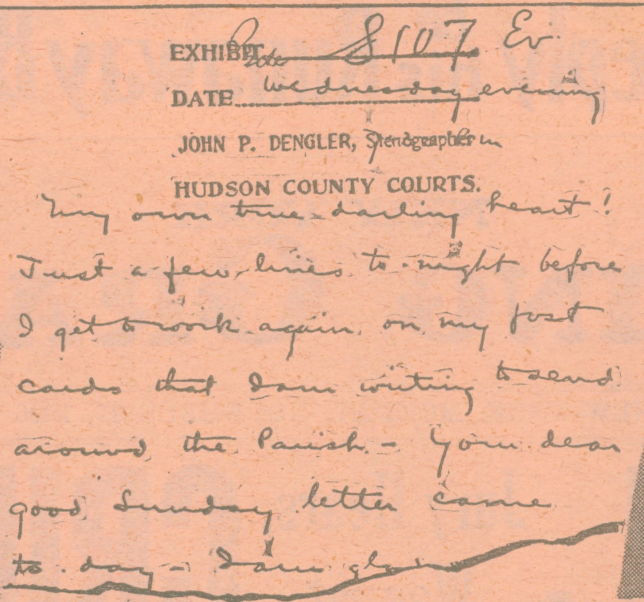 EXHIBIT S107 Ev.
DATE Wednesday evening
JOHN P. DENGLER, Stenographer
HUDSON COUNTY COURTS.
My own true darling heart!
Just a few lines to-night before
I get to work again on my post
cards that I am writing to send
around the Parish - Your dear
good Sunday letter came
to-day - I am glad